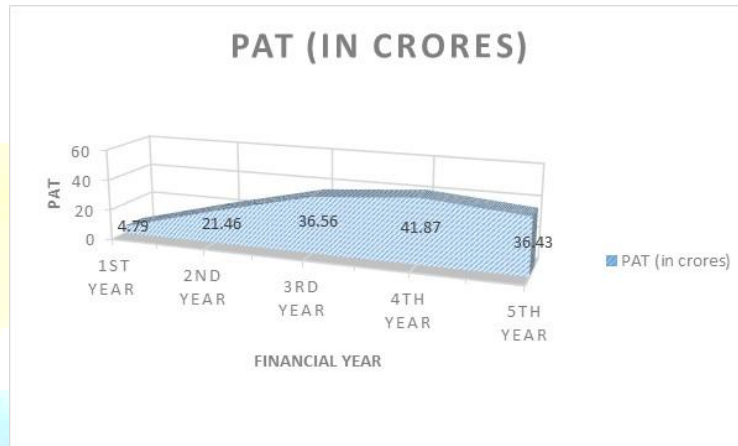 PAT (IN CRORES)
60
40
20
0
PAT
4.79
21.46
36.56
41.87
36.43
1ST
YEAR
2ND
YEAR
3RD
YEAR
4TH
YEAR
5TH
YEAR
FINANCIAL YEAR
PAT (in crores)